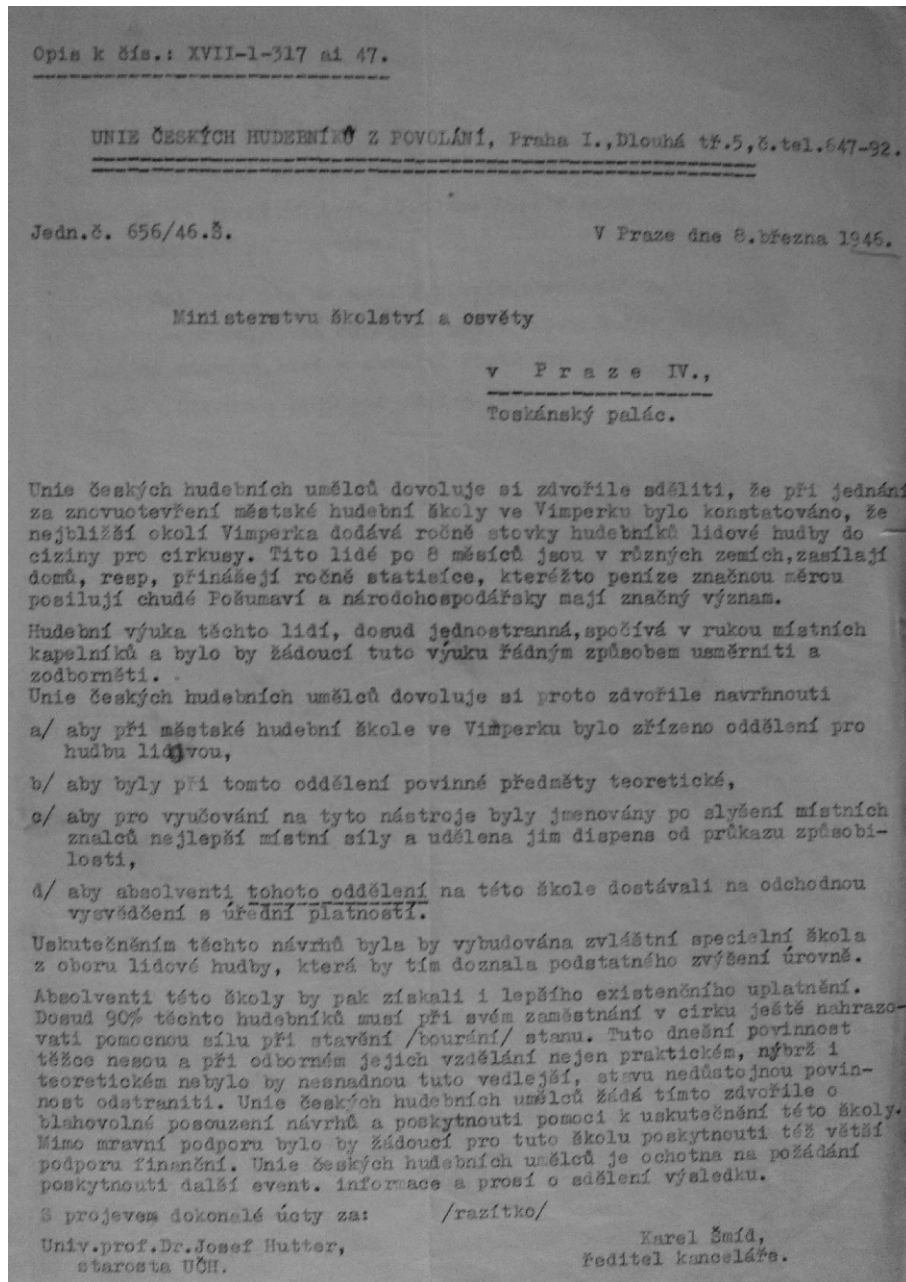 Opis k čís.: XVII-1-317 ai 47.
UNIE ČESKÝCH HUDEBNÍKŮ Z POVOLÁNÍ, Praha I.,Dlouhá tř.5,č.tel.647-92.
Jedn.č. 656/46.Š.
V Praze dne 8.března 1946.
Ministerstvu školství a osvěty
v P r a z e IV.,
Toskánský palác.
Unie českých hudebních umělců dovoluje si zdvořile sděliti, že při jednání
za znovuotevření městské hudební školy ve Vimperku bylo konstatováno, že
nejbližší okolí Vimperka dodává ročně stovky hudebníků lidové hudby do
ciziny pro cirkusy. Tito lidé po 8 měsíců jsou v různých zemích,zasílají
domů, resp, přinášejí ročně statisíce, kteréžto peníze značnou měrou
posilují chudé Pošumaví a národohospodářsky mají značný význam.
Hudební výuka těchto lidí, dosud jednostranná,spočívá v rukou místních
kapelníků a bylo by žádoucí tuto výuku řádným způsobem usměrniti a
zodborněti.
Unie českých hudebních umělců dovoluje si proto zdvořile navrhnouti
a/ aby při městské hudební škole ve Vimperku bylo zřízeno oddělení pro
hudbu lidovou,
b/ aby byly při tomto oddělení povinné předměty teoretické,
c/ aby pro vyučování na tyto nástroje byly jmenovány po slyšení místních
znalců nejlepší místní síly a udělena jim dispens od průkazu způsobi-
losti,
d/ aby absolventi tohoto oddělení na této škole dostávali na odchodnou
vysvědčení s úřední platností.
Uskutečněním těchto návrhů byla by vybudována zvláštní specielní škola
z oboru lidové hudby, která by tím doznala podstatného zvýšení úrovně.
Absolventi této školy by pak získali i lepšího existenčního uplatnění.
Dosud 90% těchto hudebníků musí při svém zaměstnání v cirku ještě nahrazo-
vati pomocnou sílu při stavění /bourání/ stanu. Tuto dnešní povinnost
těžce nesou a při odborném jejich vzdělání nejen praktickém, nýbrž i
teoretickém nebylo by nesnadnou tuto vedlejší, stavu nedůstojnou povin-
nost odstraniti. Unie českých hudebních umělců žádá tímto zdvořile o
blahovolné posouzení návrhů a poskytnouti pomoci k uskutečnění této školy.
Mimo mravní podporu bylo by žádoucí pro tuto školu poskytnouti též větší
podporu finanční. Unie českých hudebních umělců je ochotna na požádání
poskytnouti další event. informace a prosí o sdělení výsledku.
S projevem dokonalé úcty za: /razítko/
Univ.prof.Dr.Josef Hutter,
starosta UČH.
Karel Šmíd,
ředitel kanceláře.